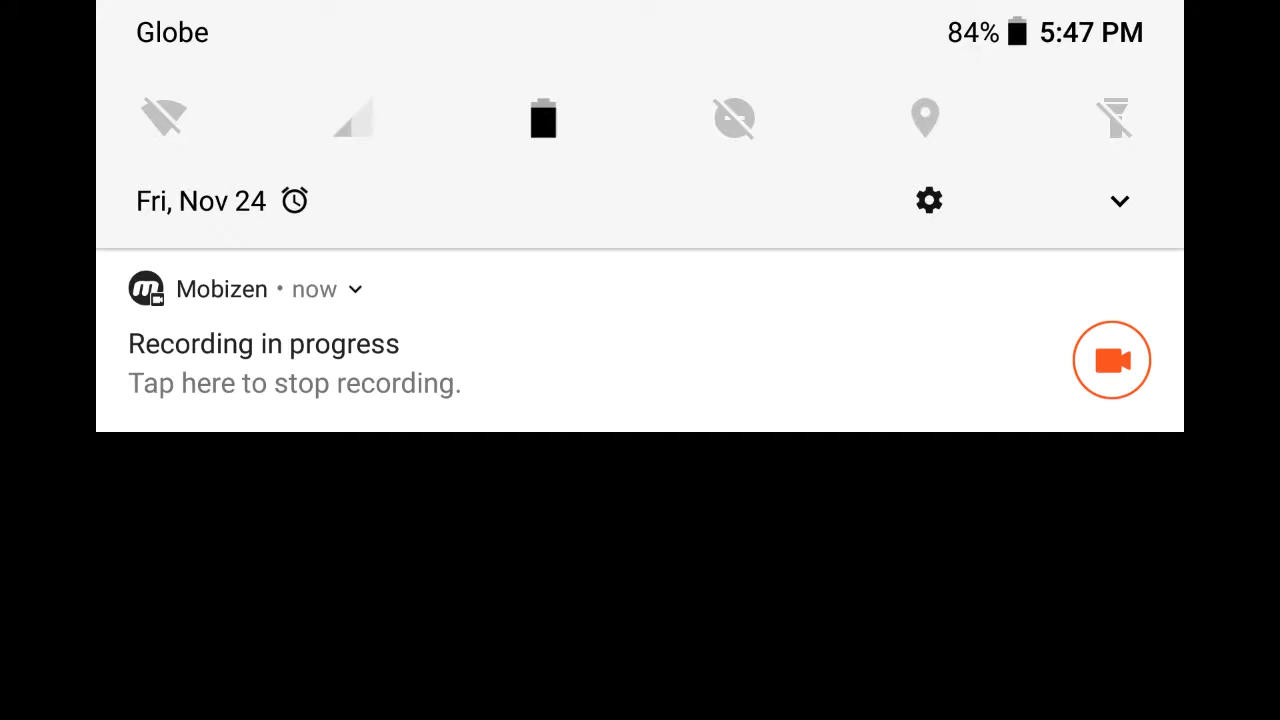 Globe
84% 5:47 PM
Fri, Nov 24
Mobizen • now
Recording in progress
Tap here to stop recording.